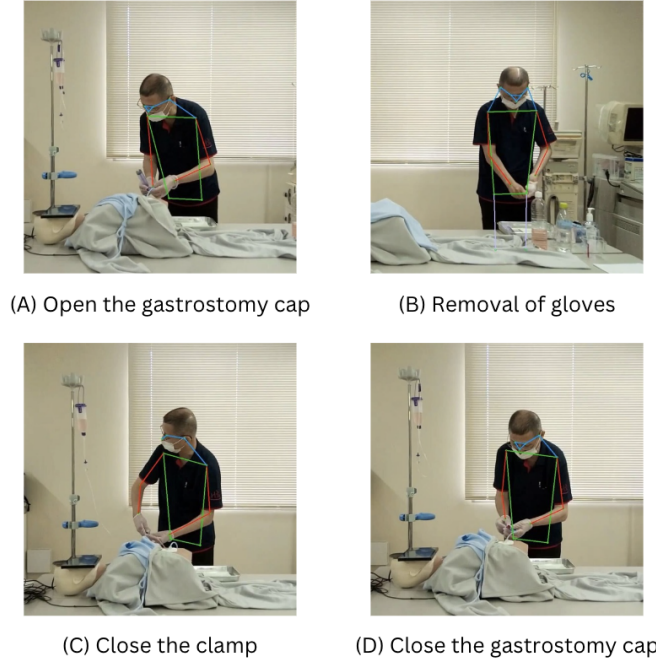 (A) Open the gastrostomy cap
(B) Removal of gloves
(C) Close the clamp
(D) Close the gastrostomy cap